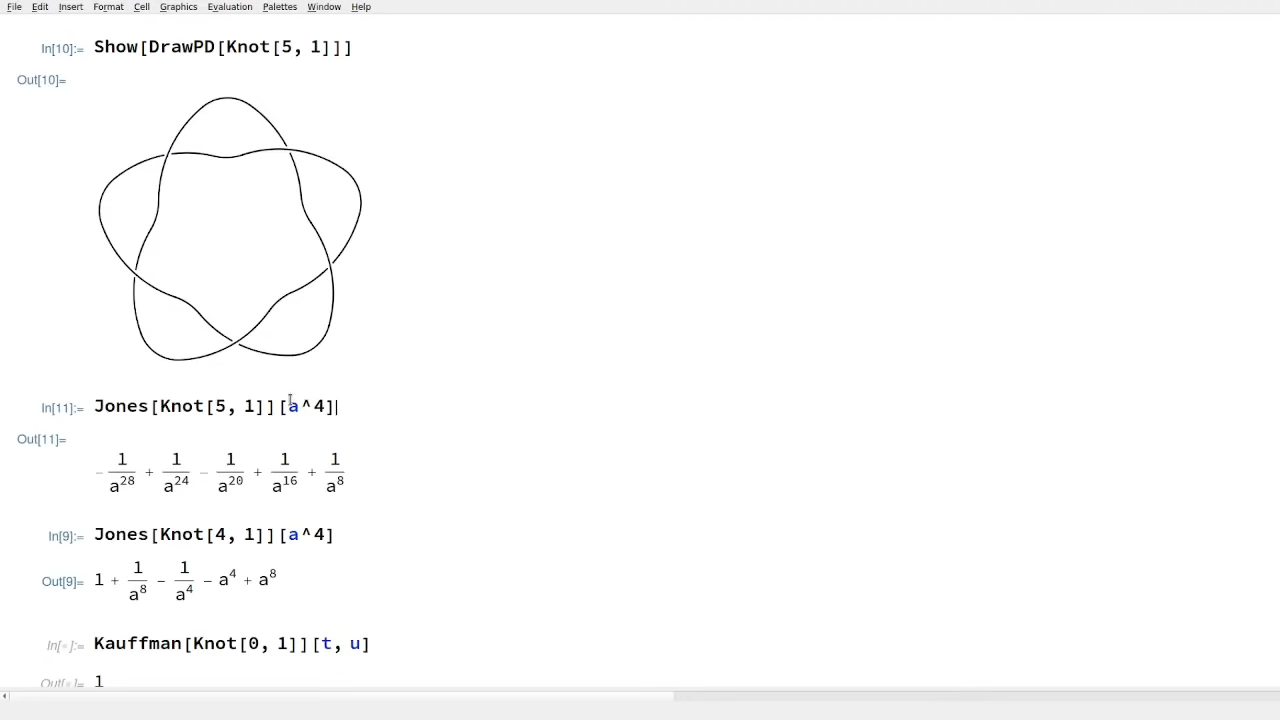 File Edit Insert Format Cell Graphics Evaluation Palettes Window Help
In[10]:= Show[DrawPD[Knot[5, 1]]]
Out[10]=
In[11]:= Jones[Knot[5, 1]][a^4]
Out[11]=
- 1/a^28 + 1/a^24 - 1/a^20 + 1/a^16 + 1/a^8
In[9]:= Jones[Knot[4, 1]][a^4]
Out[9]= 1 + 1/a^8 - 1/a^4 - a^4 + a^8
In[∘]:= Kauffman[Knot[0, 1]][t, u]
Out[∘]= 1